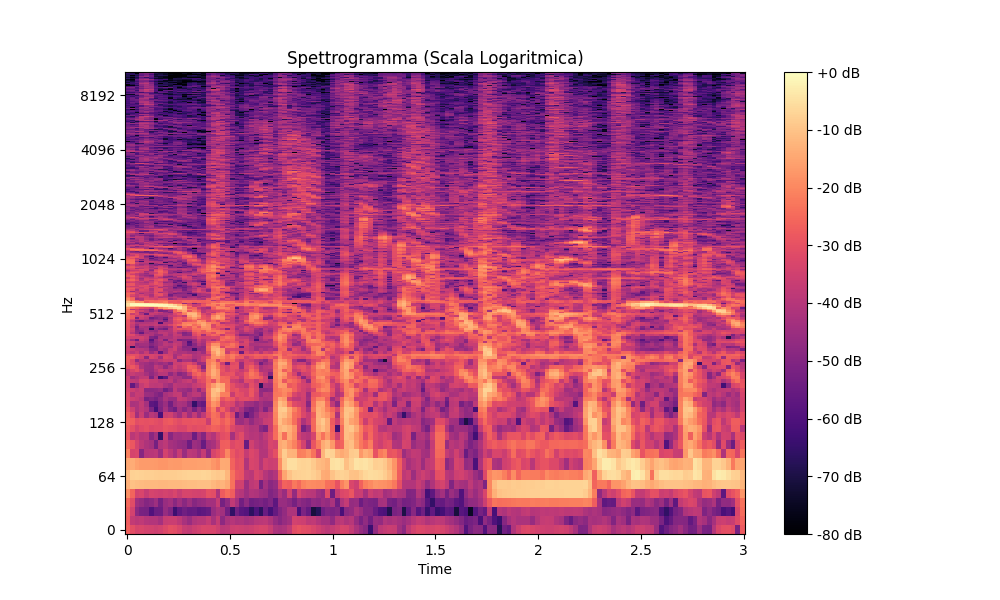 Spettrogramma (Scala Logaritmica)
Hz
8192
4096
2048
1024
512
256
128
64
0
0 0.5 1 1.5 2 2.5 3
Time
+0 dB
-10 dB
-20 dB
-30 dB
-40 dB
-50 dB
-60 dB
-70 dB
-80 dB